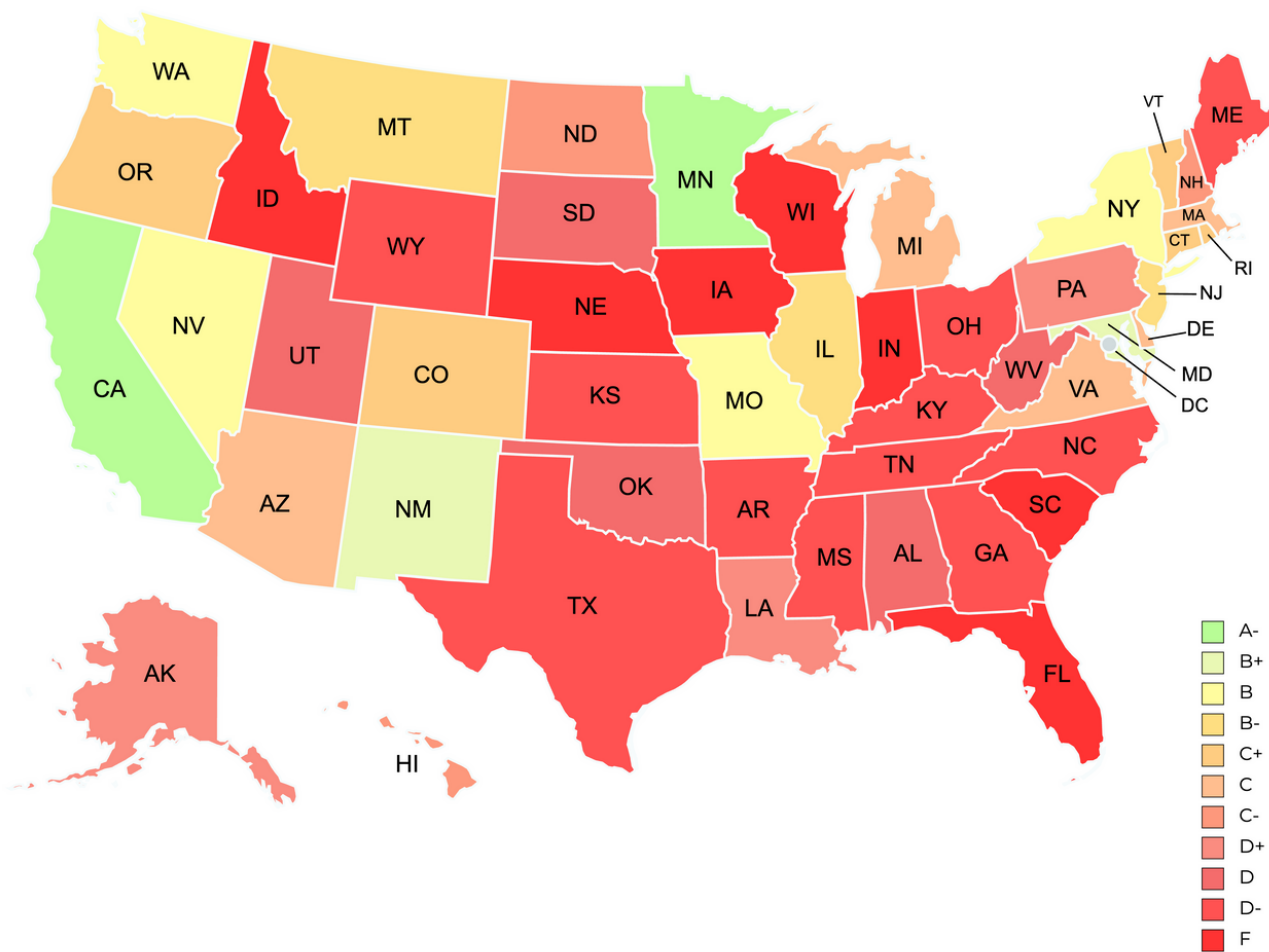 WA
MT
ND
MN
VT
ME
OR
ID
WY
SD
WI
MI
NY
NH
MA
CT
RI
NV
UT
CO
NE
IA
IL
IN
OH
PA
NJ
DE
MD
DC
CA
KS
MO
KY
WV
VA
AZ
NM
OK
AR
TN
NC
SC
TX
LA
MS
AL
GA
FL
AK
HI
A-
B+
B
B-
C+
C
C-
D+
D
D-
F